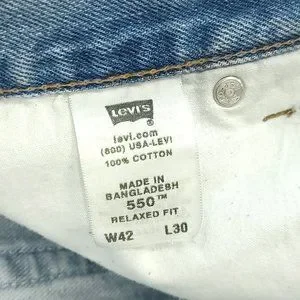 LEVI'S
levi.com
(800) USA-LEVI
100% COTTON
MADE IN
BANGLADESH
550™
RELAXED FIT
W42 L30